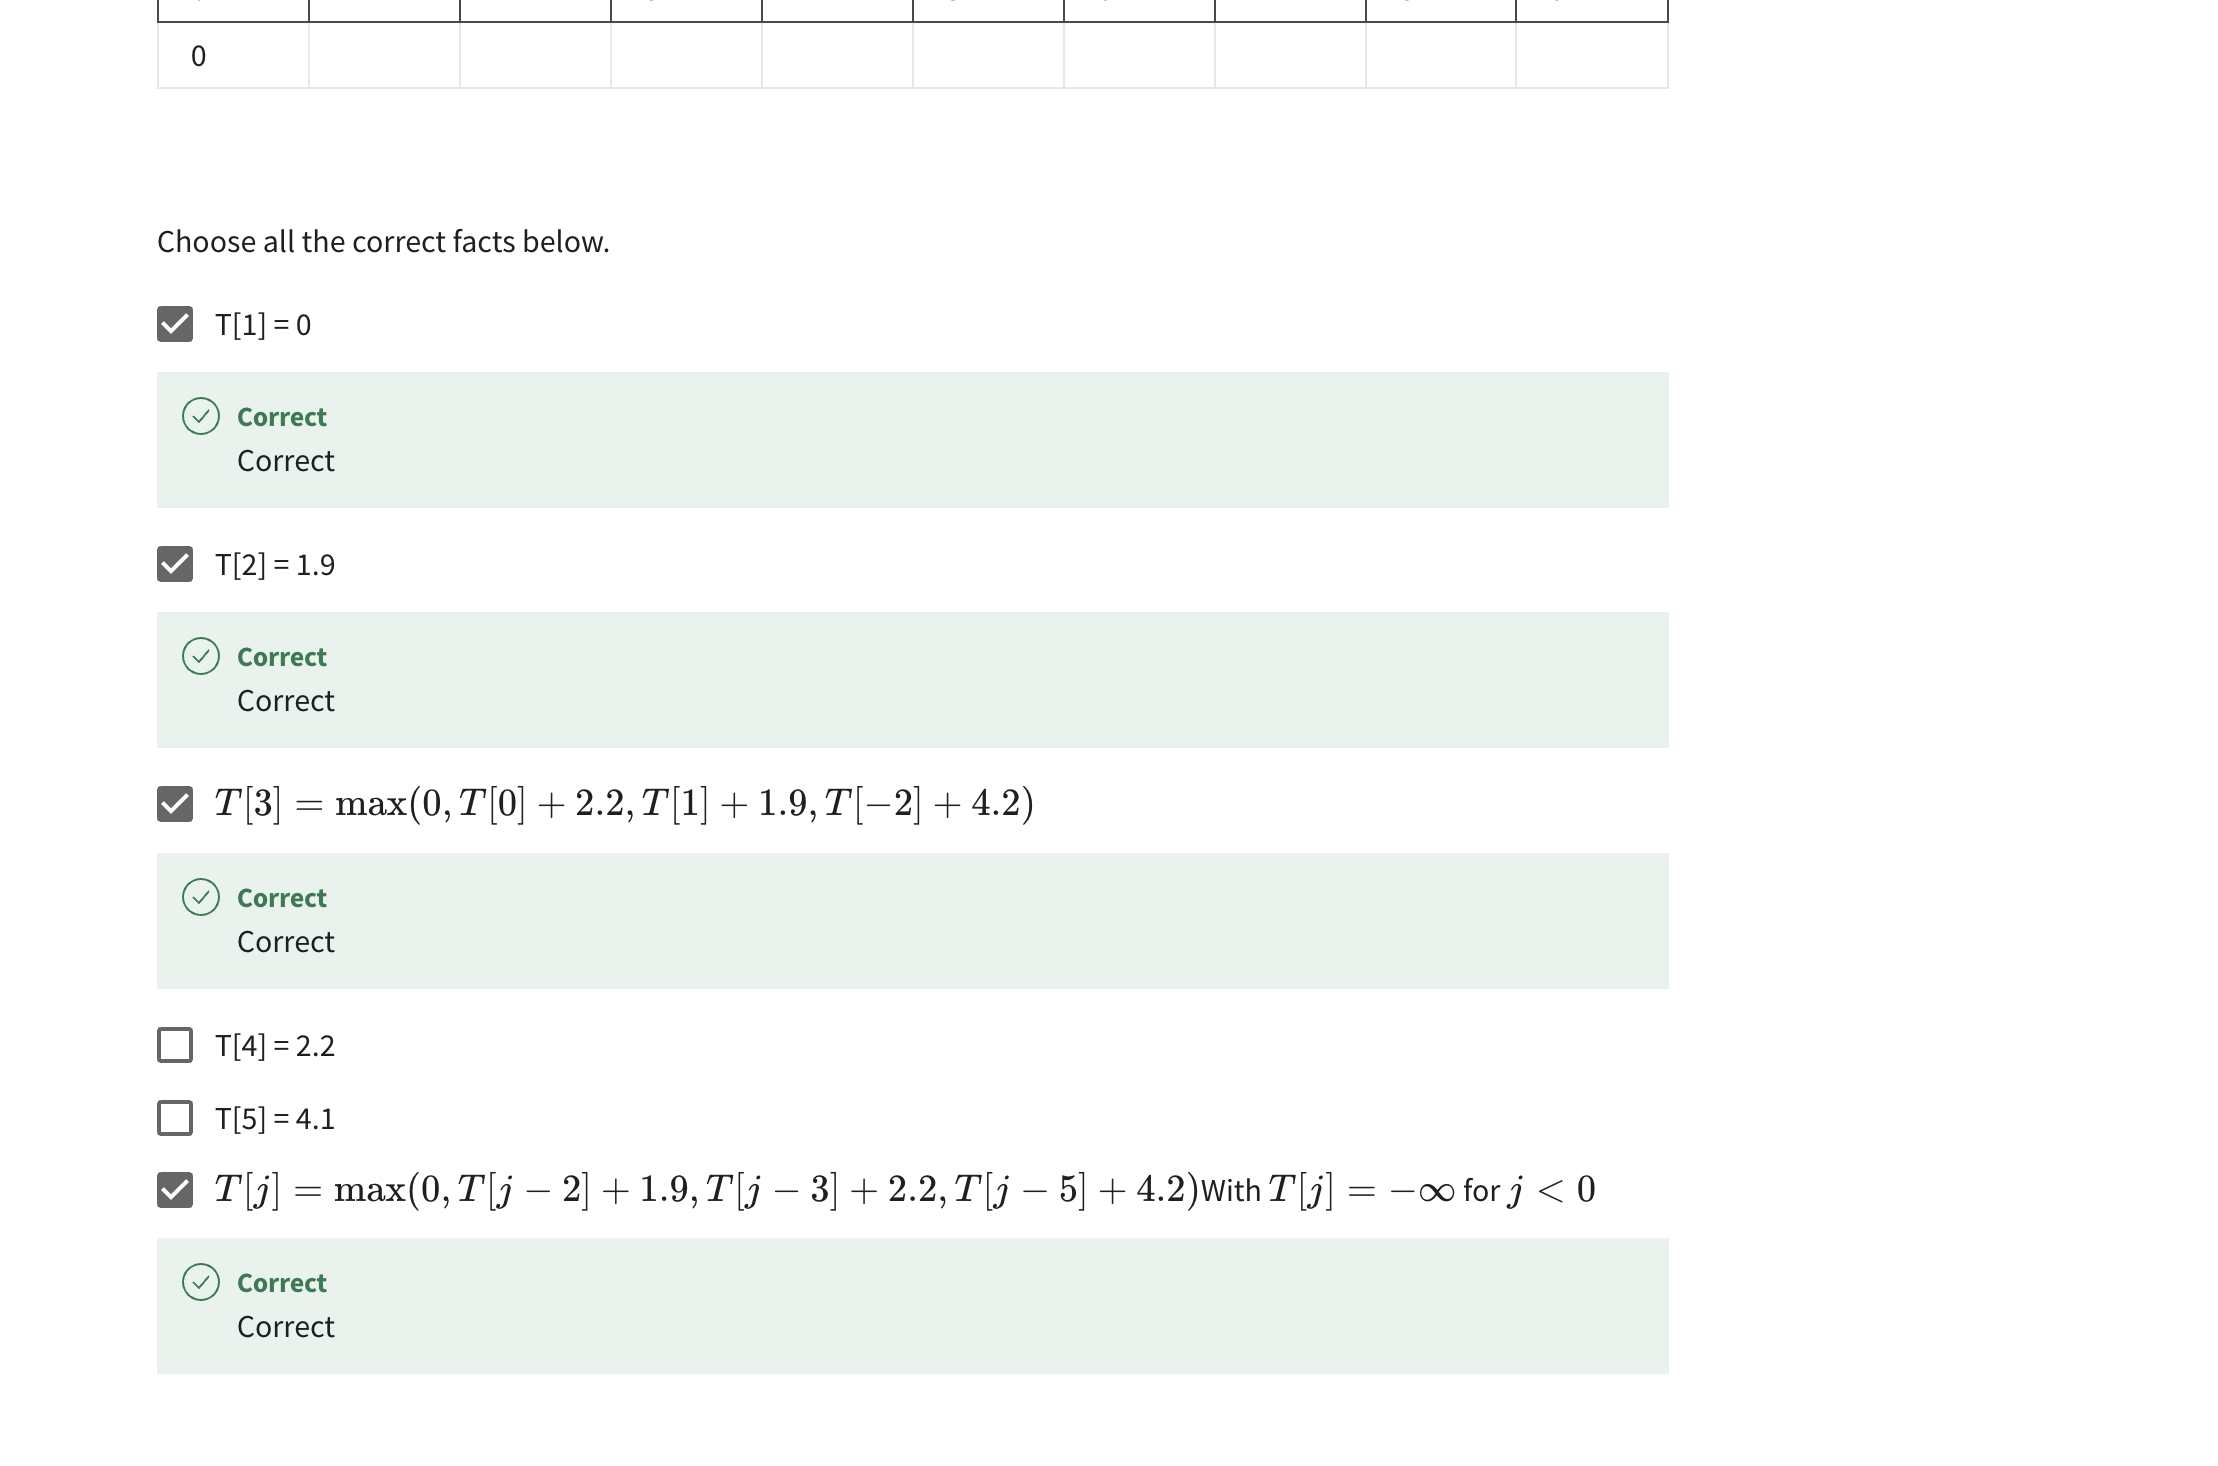 0
Choose all the correct facts below.
T[1] = 0
Correct
Correct
T[2] = 1.9
Correct
Correct
T[3] = max(0, T[0] + 2.2, T[1] + 1.9, T[−2] + 4.2)
Correct
Correct
T[4] = 2.2
T[5] = 4.1
T[j] = max(0, T[j − 2] + 1.9, T[j − 3] + 2.2, T[j − 5] + 4.2)With T[j] = −∞ for j < 0
Correct
Correct